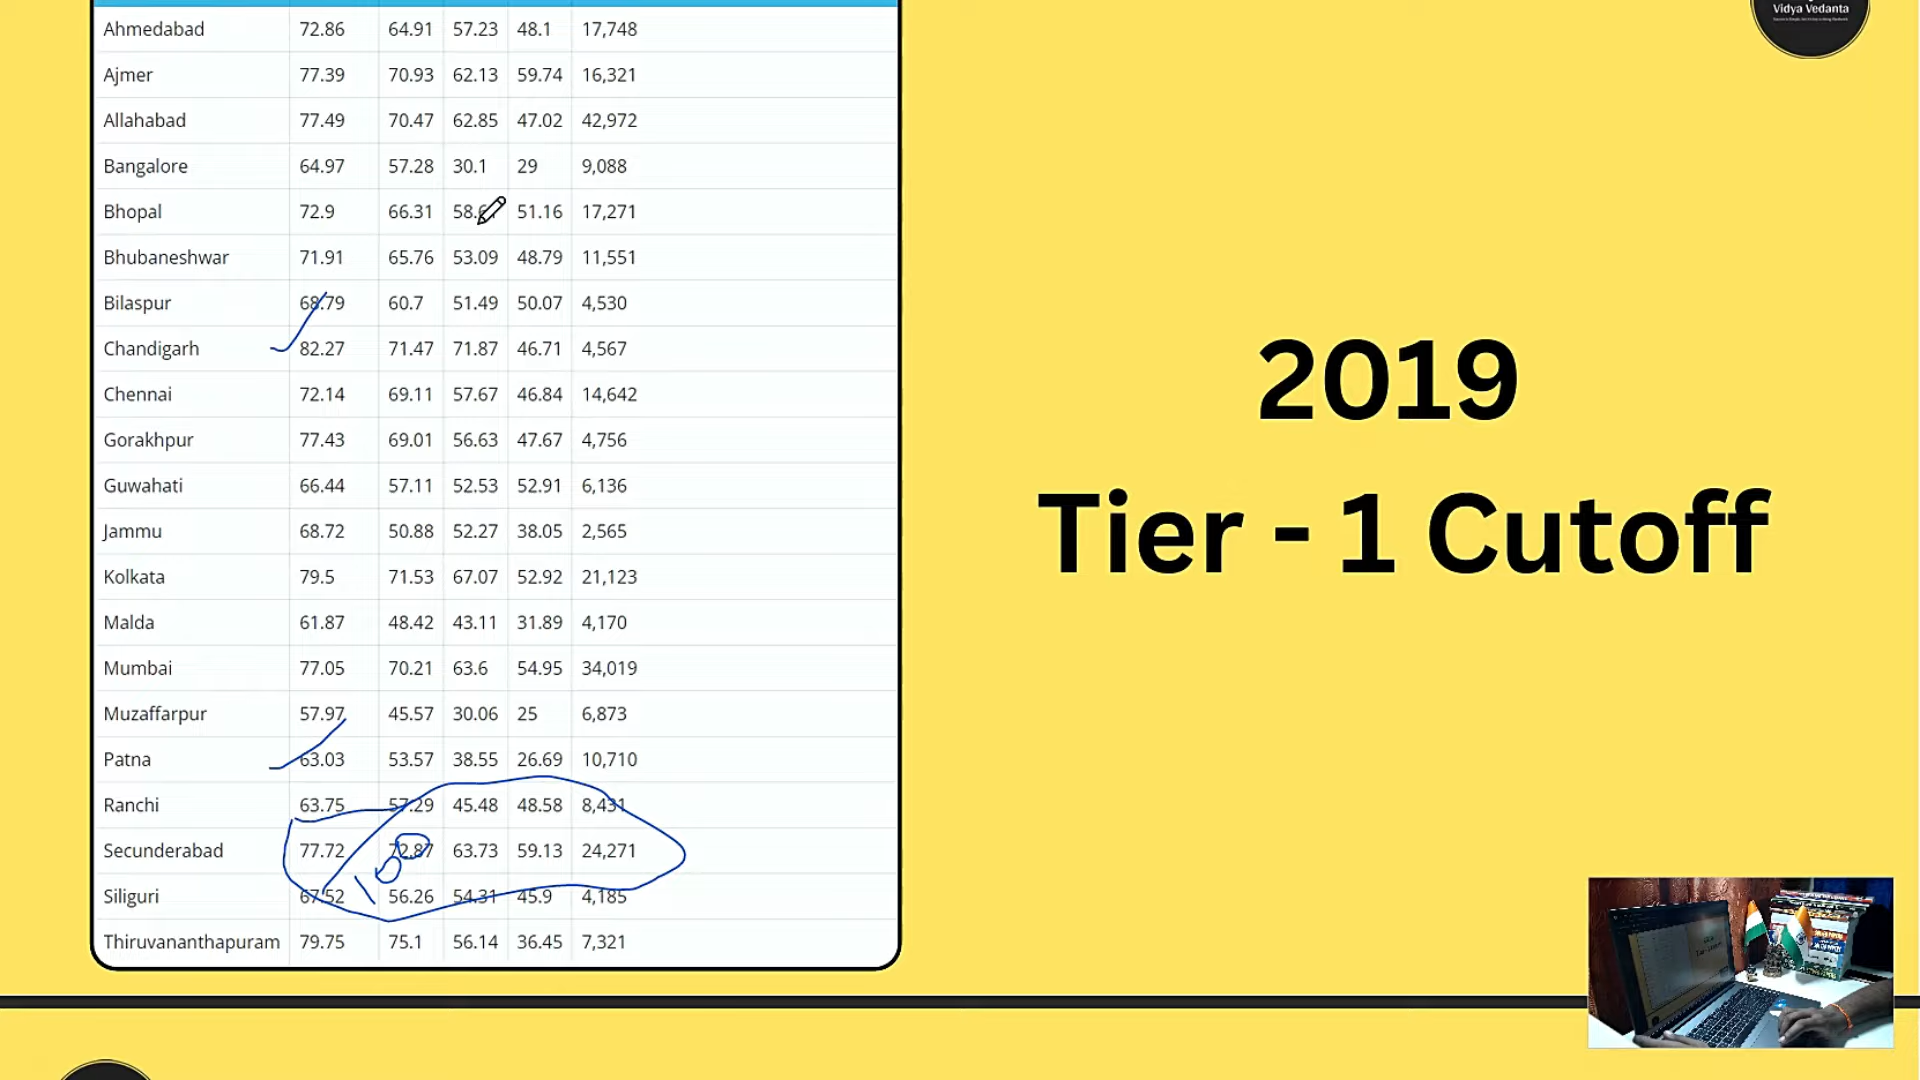 Vidya Vedanta
Ahmedabad 72.86 64.91 57.23 48.1 17,748
Ajmer 77.39 70.93 62.13 59.74 16,321
Allahabad 77.49 70.47 62.85 47.02 42,972
Bangalore 64.97 57.28 30.1 29 9,088
Bhopal 72.9 66.31 58. 51.16 17,271
Bhubaneshwar 71.91 65.76 53.09 48.79 11,551
Bilaspur 68.79 60.7 51.49 50.07 4,530
Chandigarh 82.27 71.47 71.87 46.71 4,567
Chennai 72.14 69.11 57.67 46.84 14,642
Gorakhpur 77.43 69.01 56.63 47.67 4,756
Guwahati 66.44 57.11 52.53 52.91 6,136
Jammu 68.72 50.88 52.27 38.05 2,565
Kolkata 79.5 71.53 67.07 52.92 21,123
Malda 61.87 48.42 43.11 31.89 4,170
Mumbai 77.05 70.21 63.6 54.95 34,019
Muzaffarpur 57.97 45.57 30.06 25 6,873
Patna 63.03 53.57 38.55 26.69 10,710
Ranchi 63.75 57.29 45.48 48.58 8,431
Secunderabad 77.72 72.87 63.73 59.13 24,271
100
Siliguri 67.52 56.26 54.31 45.9 4,185
Thiruvananthapuram 79.75 75.1 56.14 36.45 7,321
2019
Tier - 1 Cutoff